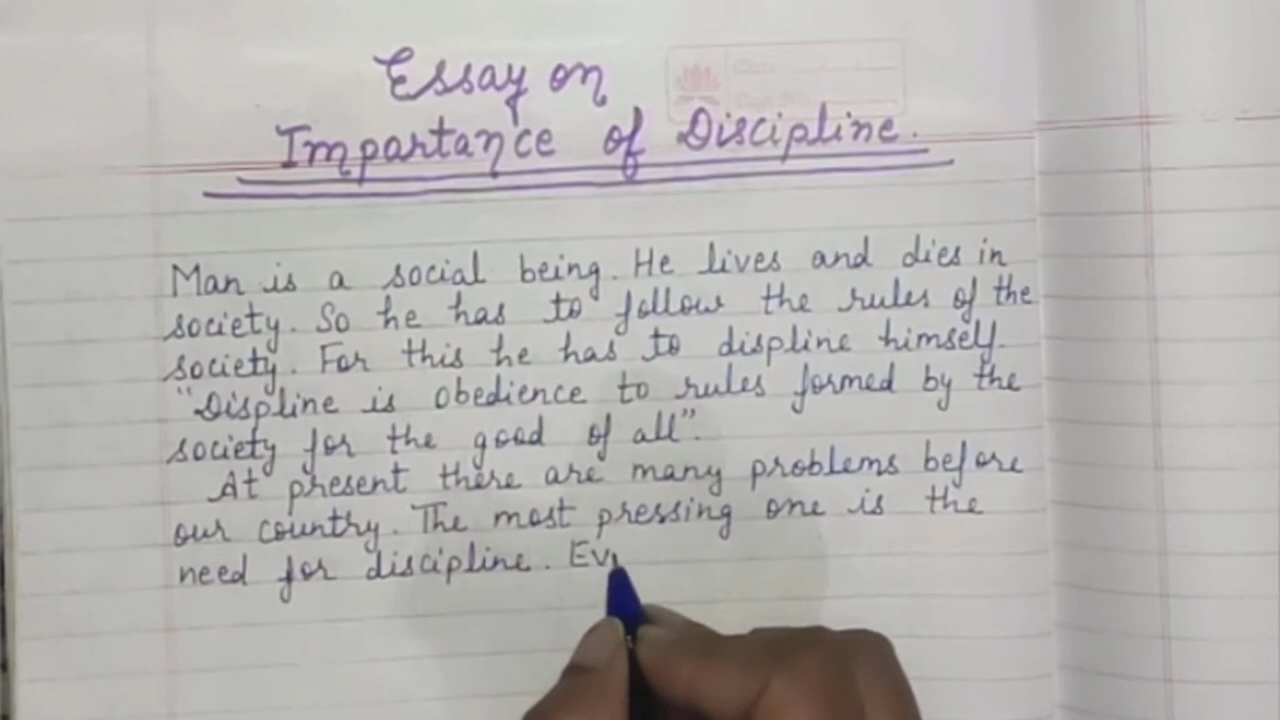 Essay on
Importance of Discipline.
Man is a social being. He lives and dies in
society. So he has to follow the rules of the
society. For this he has to displine himself.
"Displine is obedience to rules formed by the
society for the good of all".
At present there are many problems before
our country. The most pressing one is the
need for discipline. Ev